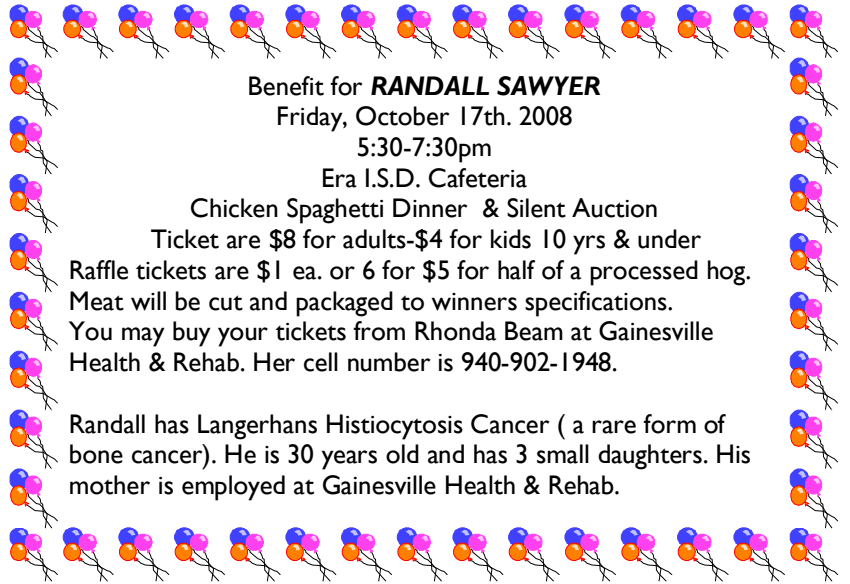 Benefit for RANDALL SAWYER
Friday, October 17th. 2008
5:30-7:30pm
Era I.S.D. Cafeteria
Chicken Spaghetti Dinner  & Silent Auction
Ticket are $8 for adults-$4 for kids 10 yrs & under
Raffle tickets are $1 ea. or 6 for $5 for half of a processed hog.
Meat will be cut and packaged to winners specifications.
You may buy your tickets from Rhonda Beam at Gainesville
Health & Rehab. Her cell number is 940-902-1948.
Randall has Langerhans Histiocytosis Cancer ( a rare form of
bone cancer). He is 30 years old and has 3 small daughters. His
mother is employed at Gainesville Health & Rehab.